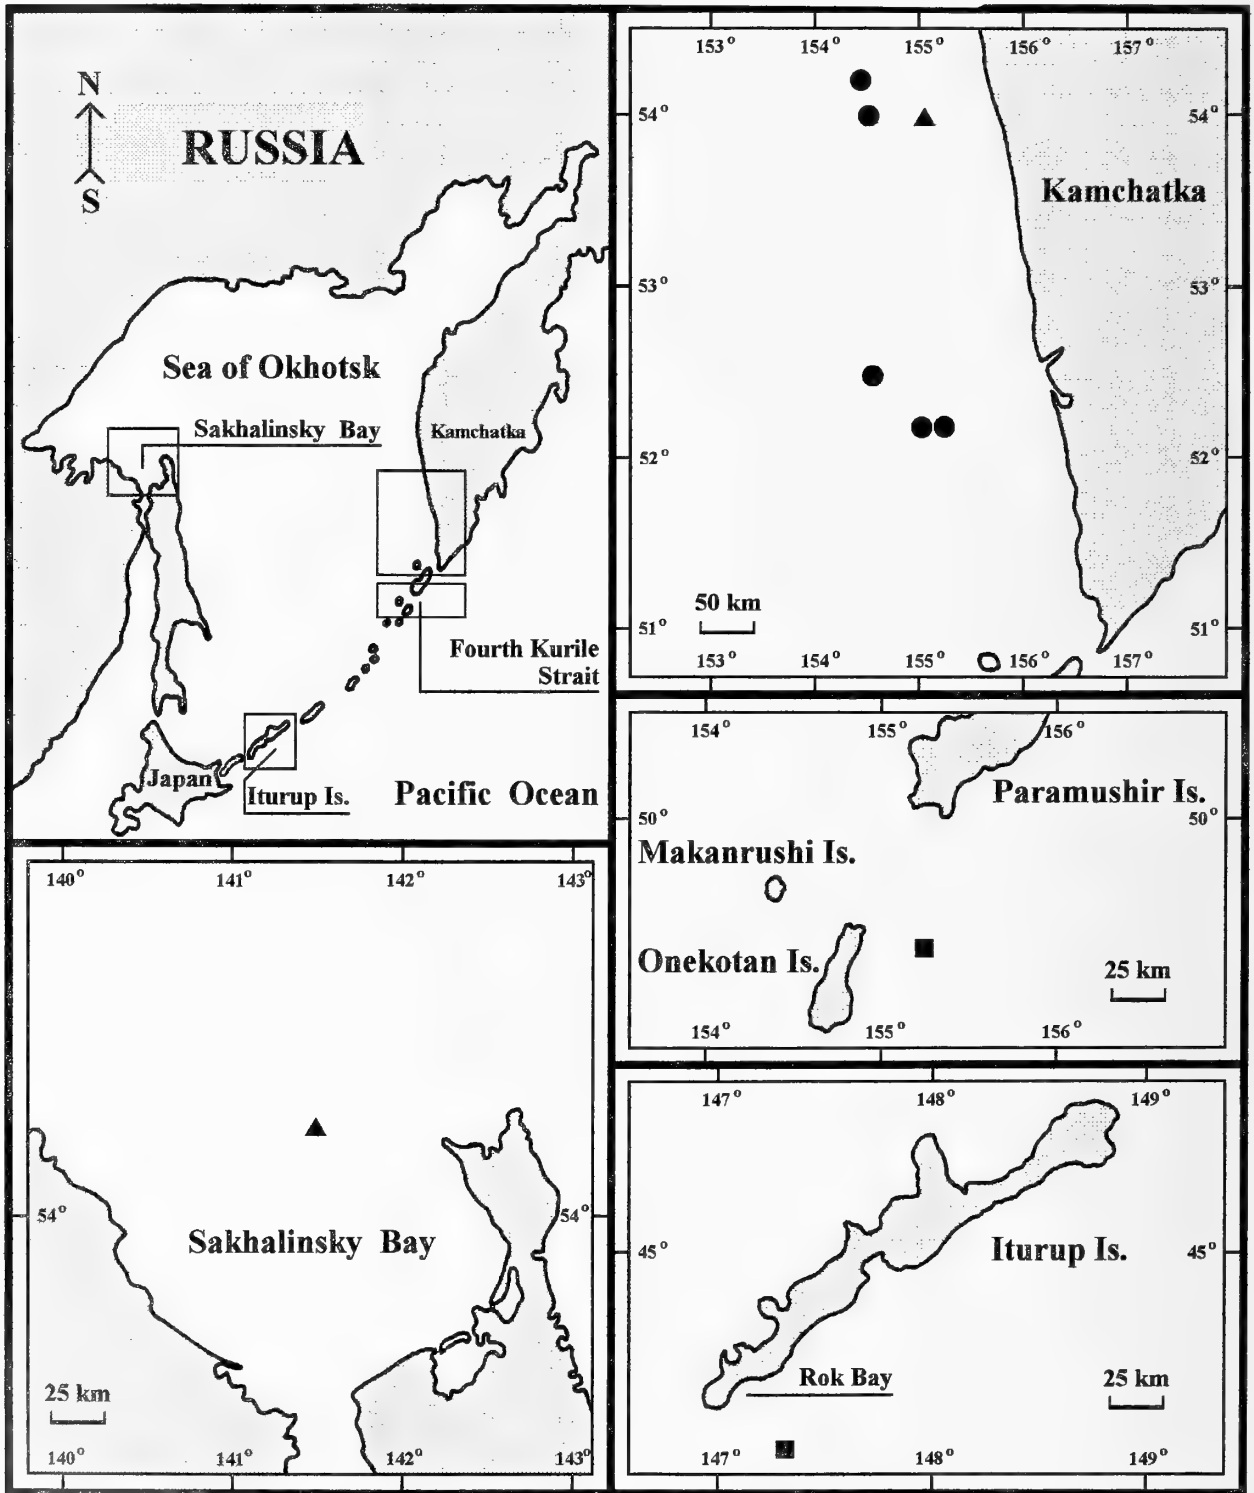 N
S
RUSSIA
Sea of Okhotsk
Sakhalinsky Bay
Kamchatka
Fourth Kurile
Strait
Japan
Iturup Is.
Pacific Ocean
153° 154° 155° 156° 157°
54° 54°
Kamchatka
53° 53°
52° 52°
50 km
51° 51°
153° 154° 155° 156° 157°
154° 155° 156°
Paramushir Is.
50° 50°
Makanrushi Is.
Onekotan Is.
25 km
154° 155° 156°
140° 141° 142° 143°
54° 54°
Sakhalinsky Bay
25 km
140° 141° 142° 143°
147° 148° 149°
45° 45°
Iturup Is.
Rok Bay
25 km
147° 148° 149°